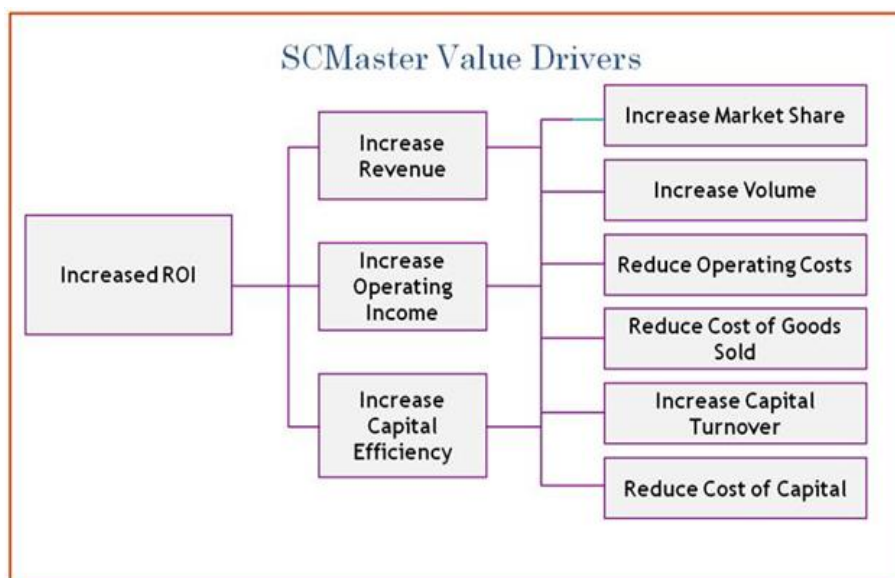 SCMaster Value Drivers
Increased ROI
Increase
Revenue
Increase
Operating
Income
Increase
Capital
Efficiency
Increase Market Share
Increase Volume
Reduce Operating Costs
Reduce Cost of Goods
Sold
Increase Capital
Turnover
Reduce Cost of Capital